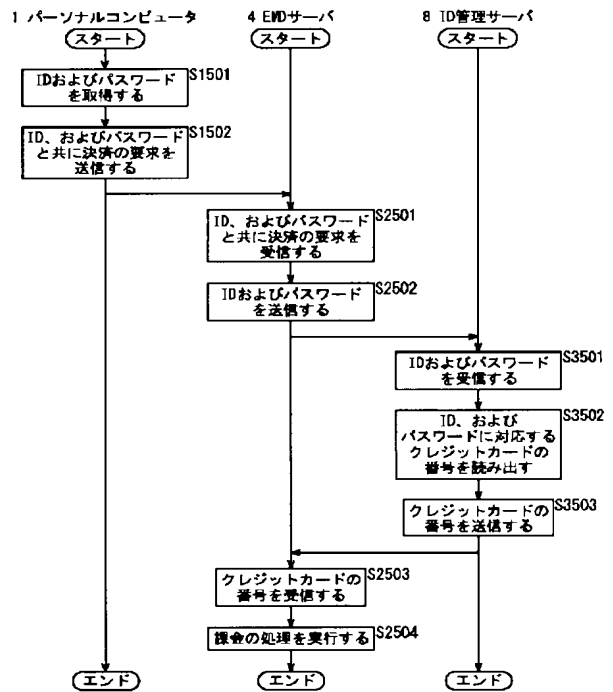 1 パーソナルコンピュータ
4 EMDサーバ
8 ID管理サーバ
スタート
スタート
スタート
IDおよびパスワード
を取得する
S1501
ID、およびパスワード
と共に決済の要求を
送信する
S1502
ID、およびパスワード
と共に決済の要求を
受信する
S2501
IDおよびパスワード
を送信する
S2502
IDおよびパスワード
を受信する
S3501
ID、および
パスワードに対応する
クレジットカードの
番号を読み出す
S3502
クレジットカードの
番号を送信する
S3503
クレジットカードの
番号を受信する
S2503
課金の処理を実行する
S2504
エンド
エンド
エンド